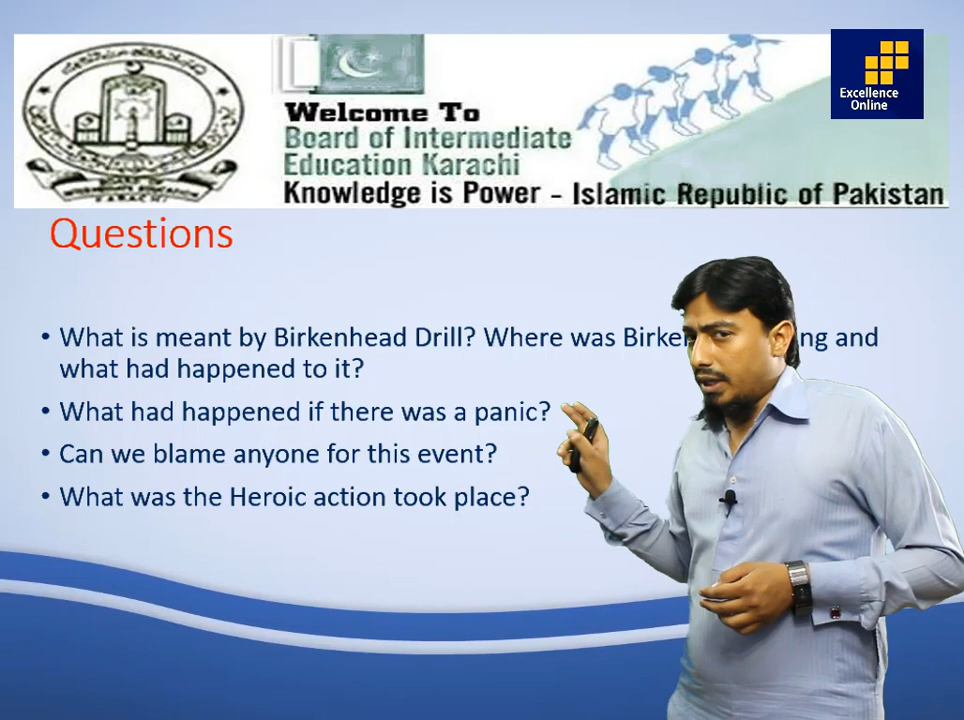 Excellence
Online
Welcome To
Board of Intermediate
Education Karachi
Knowledge is Power - Islamic Republic of Pakistan
Questions
• What is meant by Birkenhead Drill? Where was and
what had happened to it?
• What had happened if there was a panic?
• Can we blame anyone for this event?
• What was the Heroic action took place?